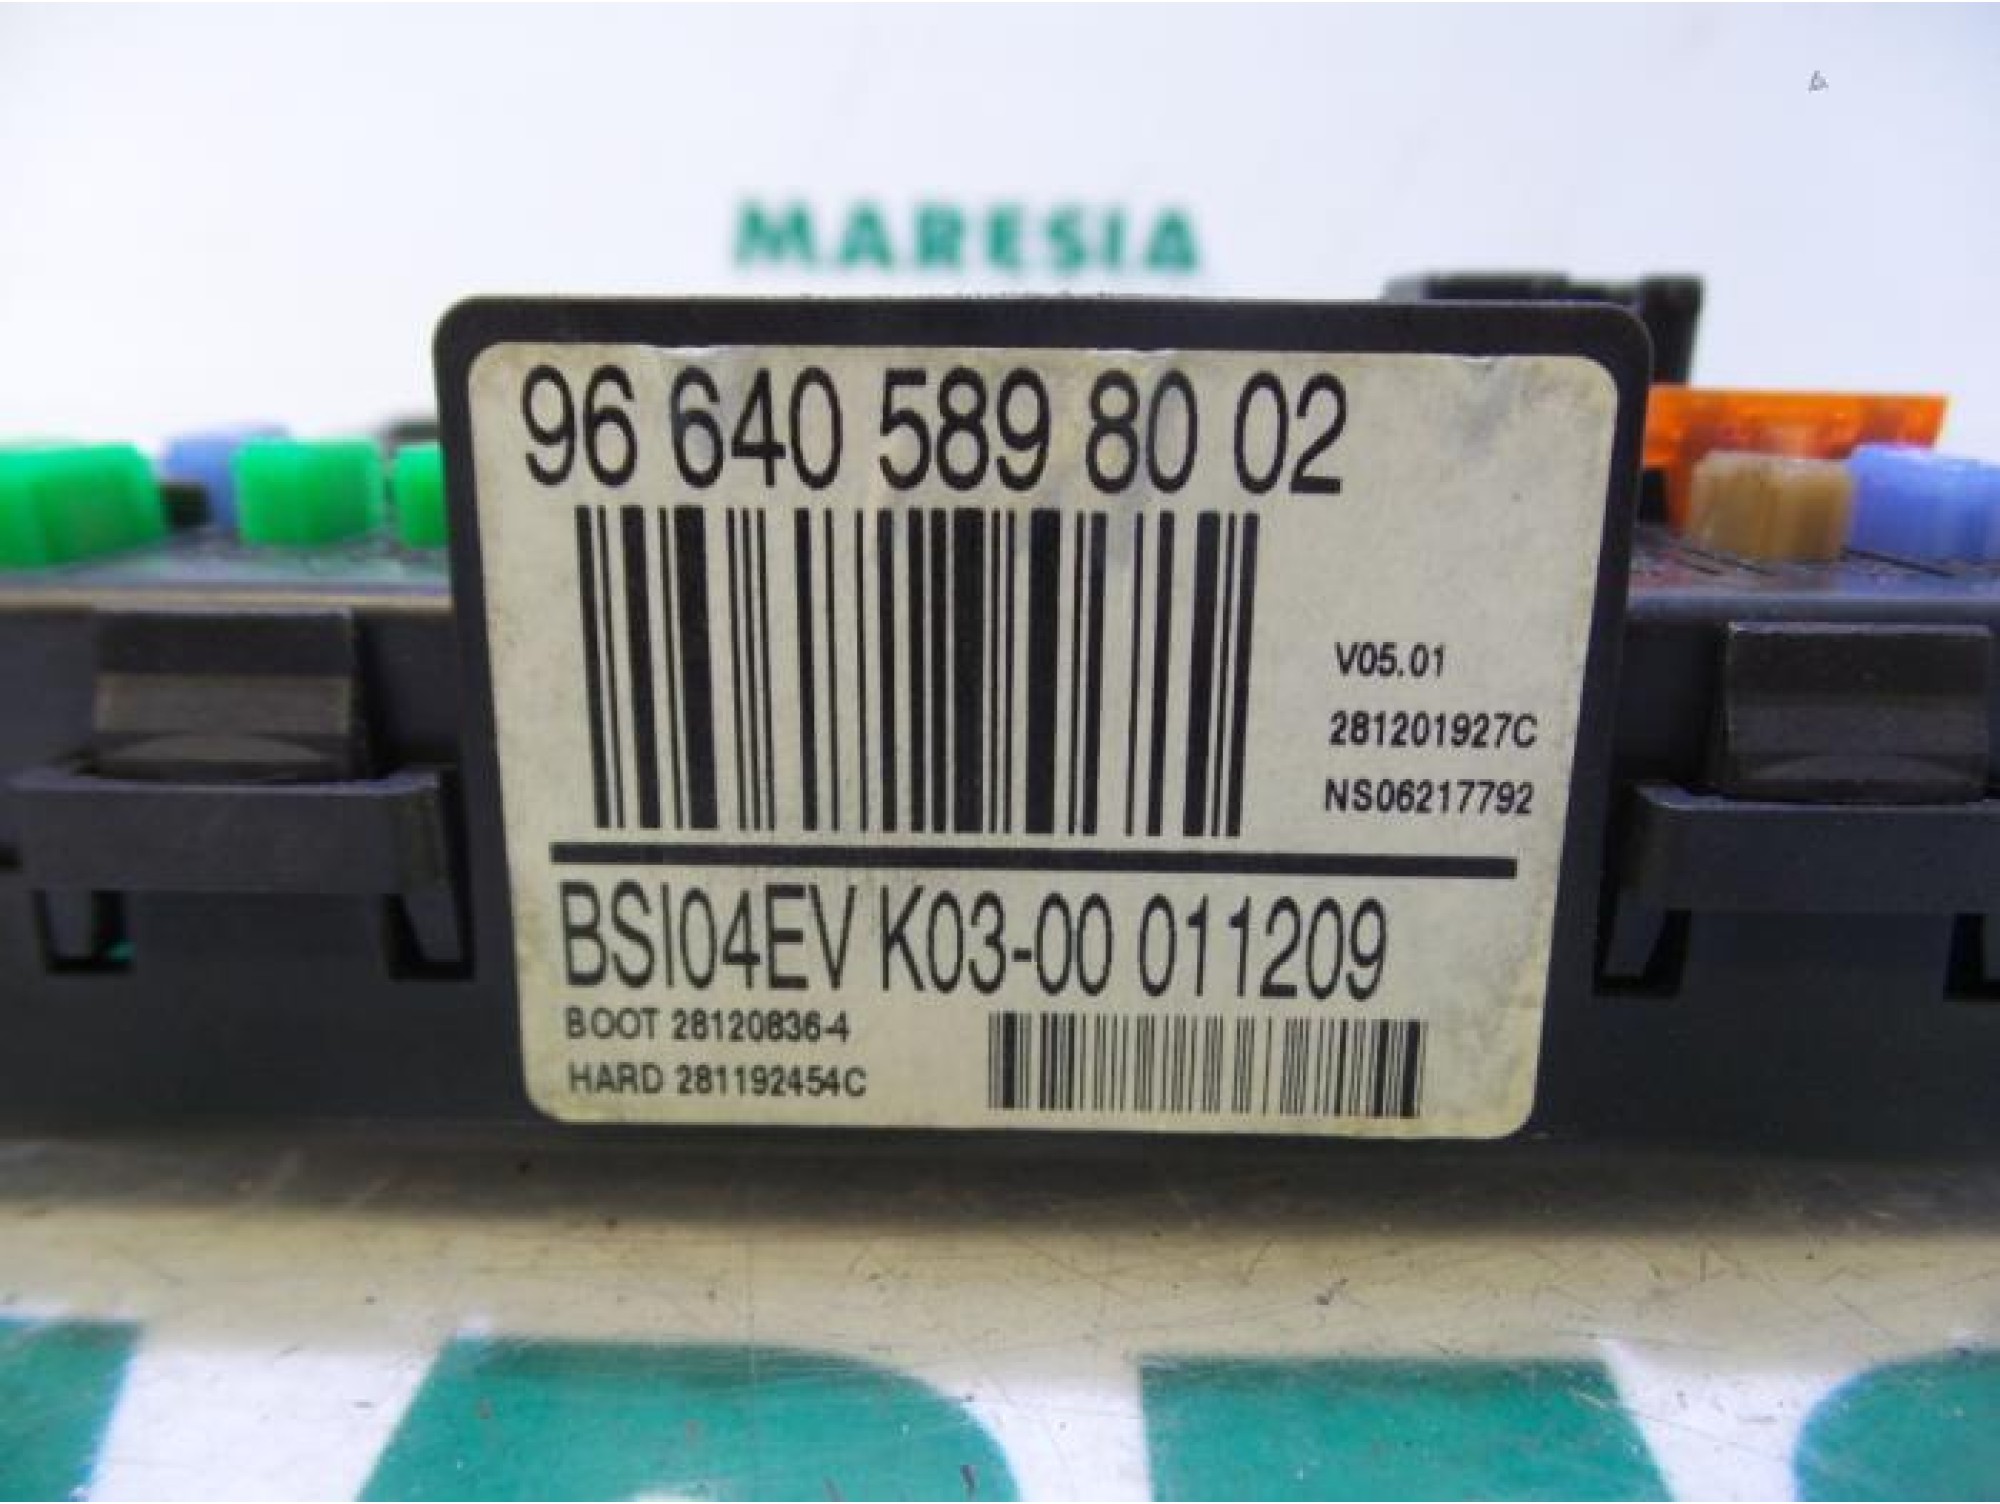 MARESIA
96 640 589 80 02
V05.01
281201927C
NS06217792
BSI04EV K03-00 011209
BOOT 28120836-4
HARD 281192454C